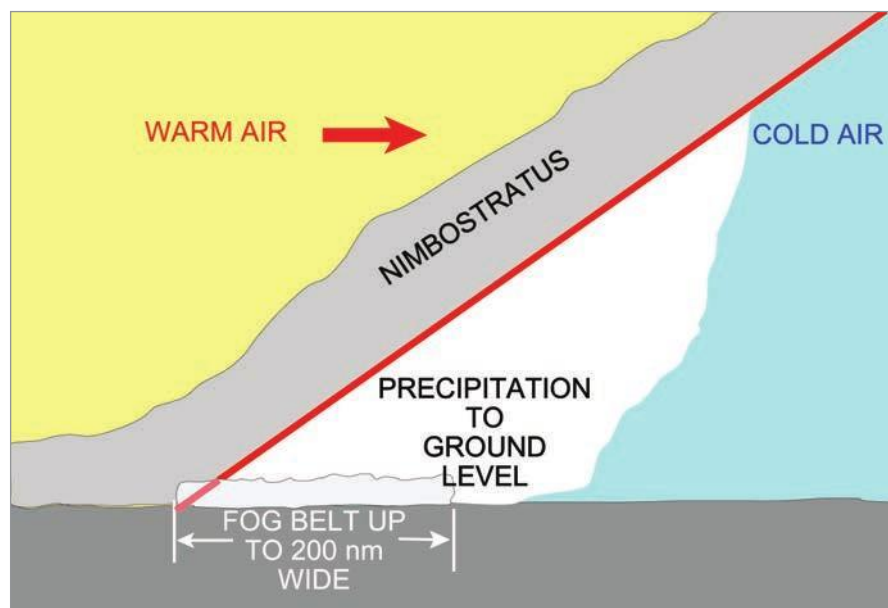 WARM AIR
COLD AIR
NIMBOSTRATUS
PRECIPITATION
TO
GROUND
LEVEL
FOG BELT UP
TO 200 nm
WIDE